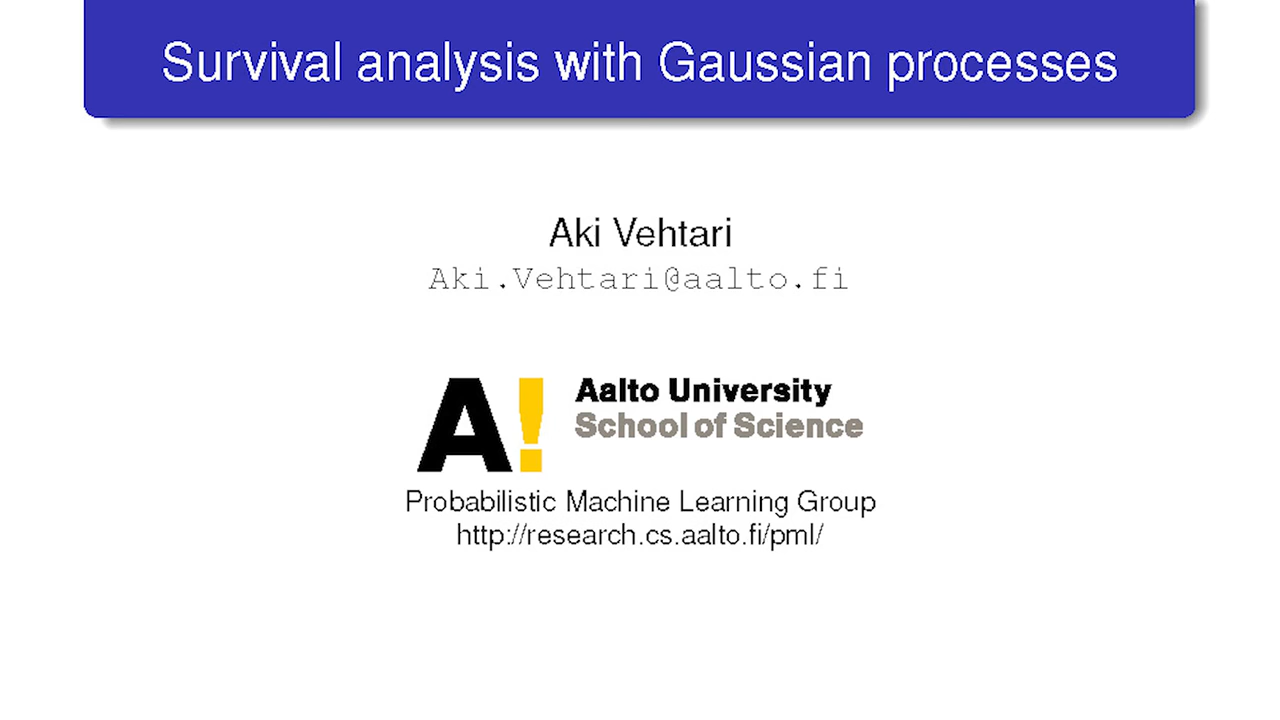 Survival analysis with Gaussian processes
Aki Vehtari
Aki.Vehtari@aalto.fi
A!
Aalto University
School of Science
Probabilistic Machine Learning Group
http://research.cs.aalto.fi/pml/